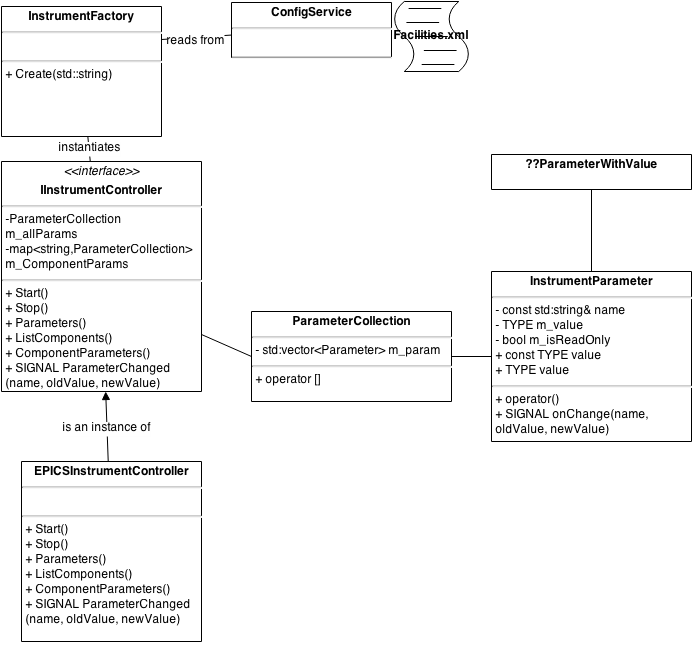 InstrumentFactory
+ Create(std::string)
reads from
ConfigService
Facilities.xml
instantiates
<<interface>>
IInstrumentController
-ParameterCollection
m_allParams
-map<string,ParameterCollection>
m_ComponentParams
+ Start()
+ Stop()
+ Parameters()
+ ListComponents()
+ ComponentParameters()
+ SIGNAL ParameterChanged
(name, oldValue, newValue)
ParameterCollection
- std:vector<Parameter> m_param
+ operator []
??ParameterWithValue
InstrumentParameter
- const std:string& name
- TYPE m_value
- bool m_isReadOnly
+ const TYPE value
+ TYPE value
+ operator()
+ SIGNAL onChange(name,
oldValue, newValue)
is an instance of
EPICSInstrumentController
+ Start()
+ Stop()
+ Parameters()
+ ListComponents()
+ ComponentParameters()
+ SIGNAL ParameterChanged
(name, oldValue, newValue)